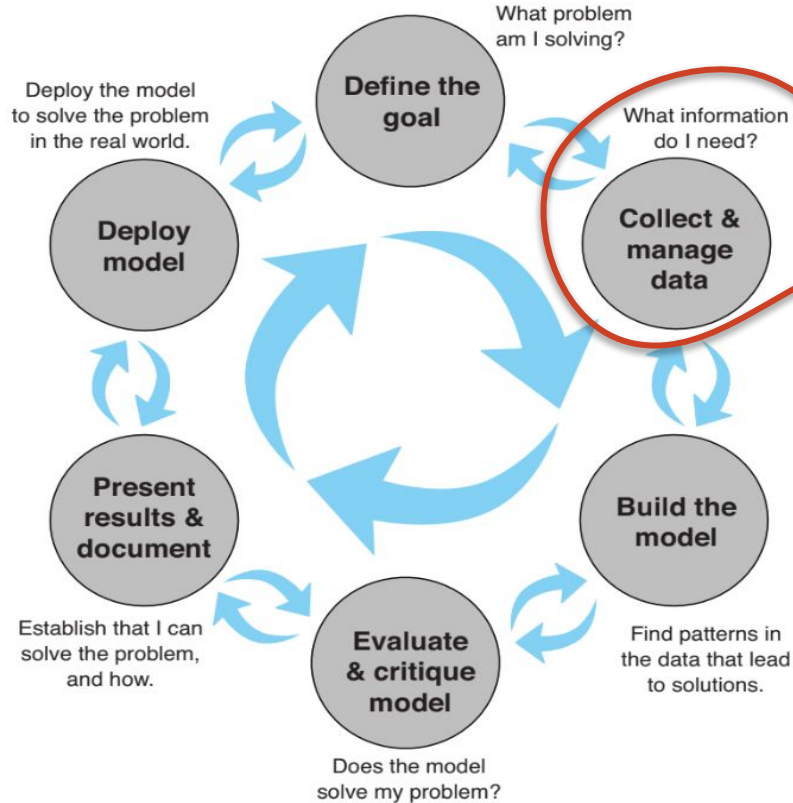 What problem
am I solving?
Define the
goal
What information
do I need?
Collect &
manage
data
Build the
model
Find patterns in
the data that lead
to solutions.
Evaluate
& critique
model
Does the model
solve my problem?
Present
results &
document
Establish that I can
solve the problem,
and how.
Deploy the model
to solve the problem
in the real world.
Deploy
model